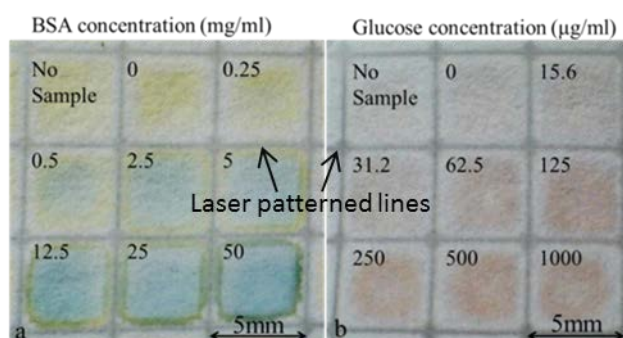 BSA concentration (mg/ml)
Glucose concentration (µg/ml)
No
Sample
0
0.25
No
Sample
0
15.6
0.5
2.5
5
31.2
62.5
125
Laser patterned lines
12.5
25
50
250
500
1000
a
5mm
b
5mm